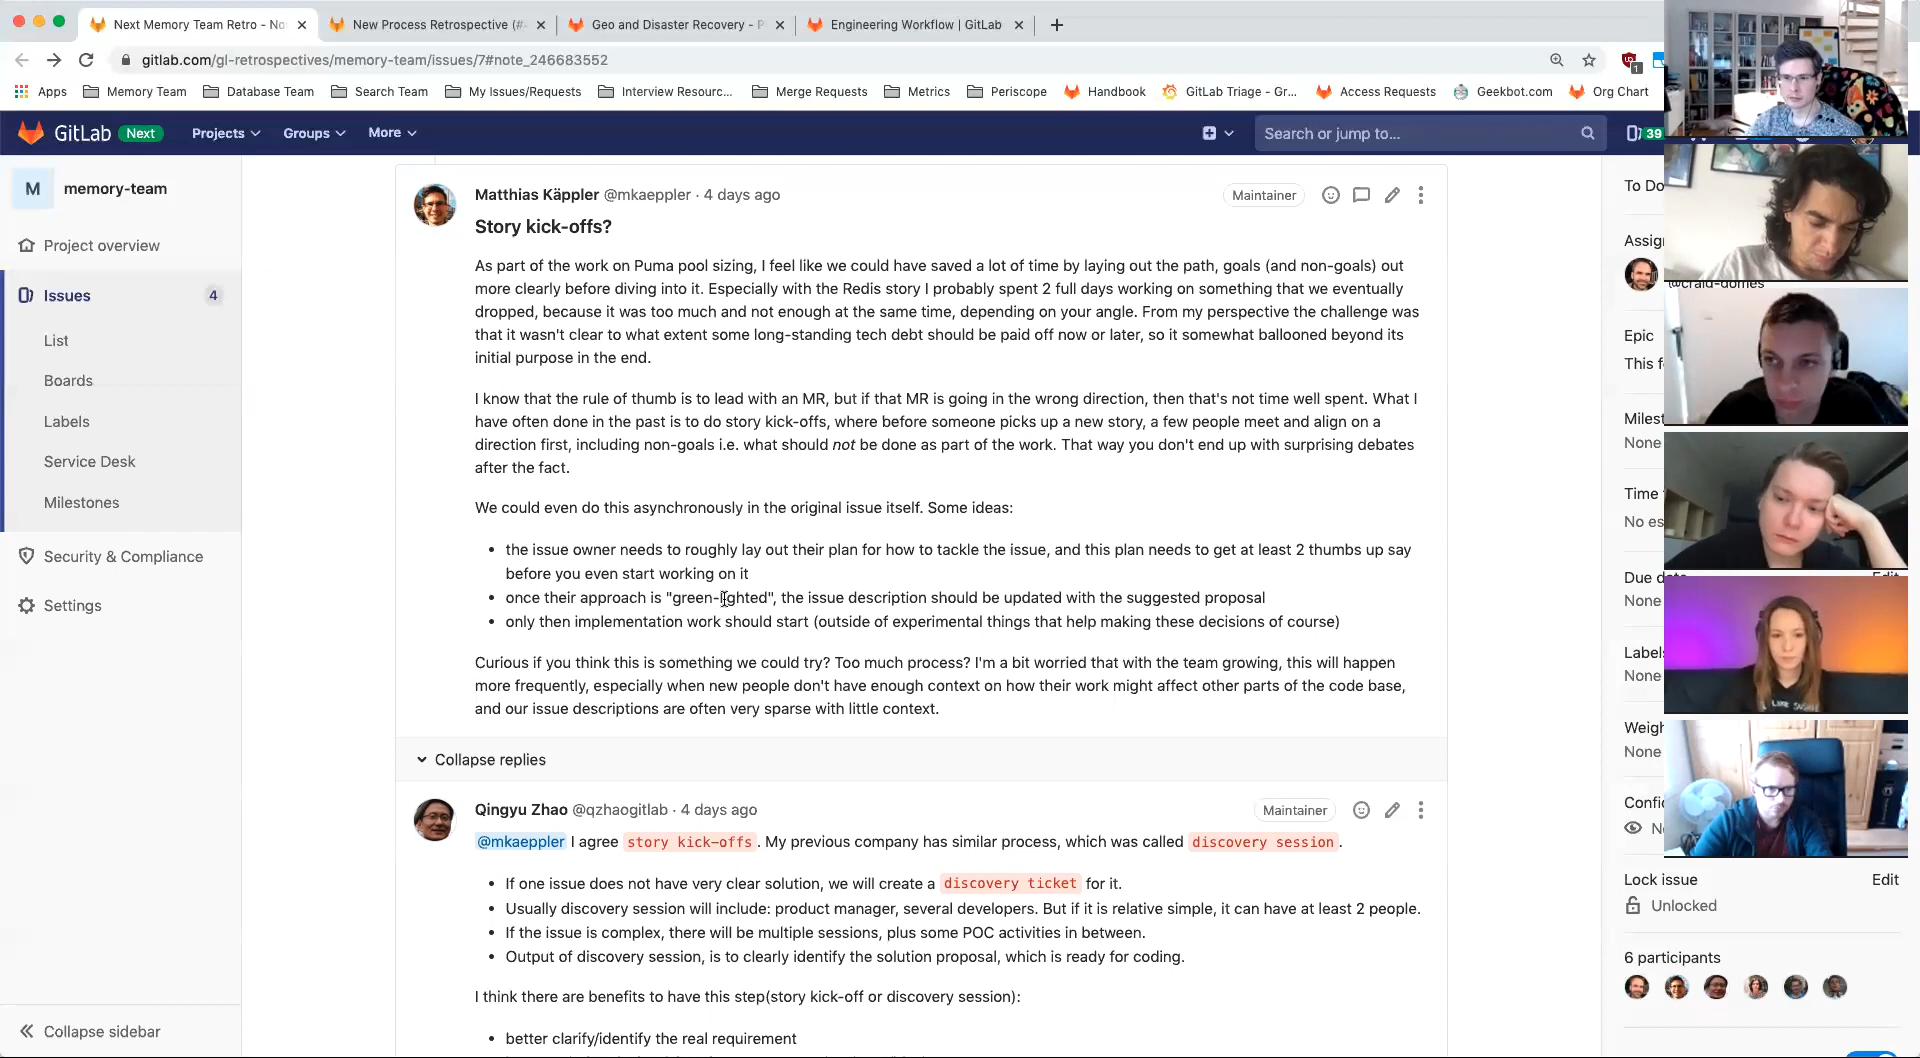 Next Memory Team Retro - No
New Process Retrospective (#
Geo and Disaster Recovery - P
Engineering Workflow | GitLab
gitlab.com/gl-retrospectives/memory-team/issues/7#note_246683552
1
Apps
Memory Team
Database Team
Search Team
My Issues/Requests
Interview Resourc...
Merge Requests
Metrics
Periscope
Handbook
GitLab Triage - Gr...
Access Requests
Geekbot.com
Org Chart
GitLab
Next
Projects
Groups
More
Search or jump to...
39
M
memory-team
Project overview
Issues
4
List
Boards
Labels
Service Desk
Milestones
Security & Compliance
Settings
Collapse sidebar
Matthias Käppler @mkaeppler · 4 days ago
Maintainer
Story kick-offs?
As part of the work on Puma pool sizing, I feel like we could have saved a lot of time by laying out the path, goals (and non-goals) out
more clearly before diving into it. Especially with the Redis story I probably spent 2 full days working on something that we eventually
dropped, because it was too much and not enough at the same time, depending on your angle. From my perspective the challenge was
that it wasn't clear to what extent some long-standing tech debt should be paid off now or later, so it somewhat ballooned beyond its
initial purpose in the end.
I know that the rule of thumb is to lead with an MR, but if that MR is going in the wrong direction, then that's not time well spent. What I
have often done in the past is to do story kick-offs, where before someone picks up a new story, a few people meet and align on a
direction first, including non-goals i.e. what should not be done as part of the work. That way you don't end up with surprising debates
after the fact.
We could even do this asynchronously in the original issue itself. Some ideas:
• the issue owner needs to roughly lay out their plan for how to tackle the issue, and this plan needs to get at least 2 thumbs up say
before you even start working on it
• once their approach is "green-lighted", the issue description should be updated with the suggested proposal
• only then implementation work should start (outside of experimental things that help making these decisions of course)
Curious if you think this is something we could try? Too much process? I'm a bit worried that with the team growing, this will happen
more frequently, especially when new people don't have enough context on how their work might affect other parts of the code base,
and our issue descriptions are often very sparse with little context.
Collapse replies
Qingyu Zhao @qzhaogitlab · 4 days ago
Maintainer
@mkaeppler I agree story kick-offs. My previous company has similar process, which was called discovery session.
• If one issue does not have very clear solution, we will create a discovery ticket for it.
• Usually discovery session will include: product manager, several developers. But if it is relative simple, it can have at least 2 people.
• If the issue is complex, there will be multiple sessions, plus some POC activities in between.
• Output of discovery session, is to clearly identify the solution proposal, which is ready for coding.
I think there are benefits to have this step(story kick-off or discovery session):
• better clarify/identify the real requirement
To Do
Assig
Epic
This f
Milest
None
Time
No es
Due da
None
Labels
None
Weigh
None
Confi
Lock issue
Edit
Unlocked
6 participants